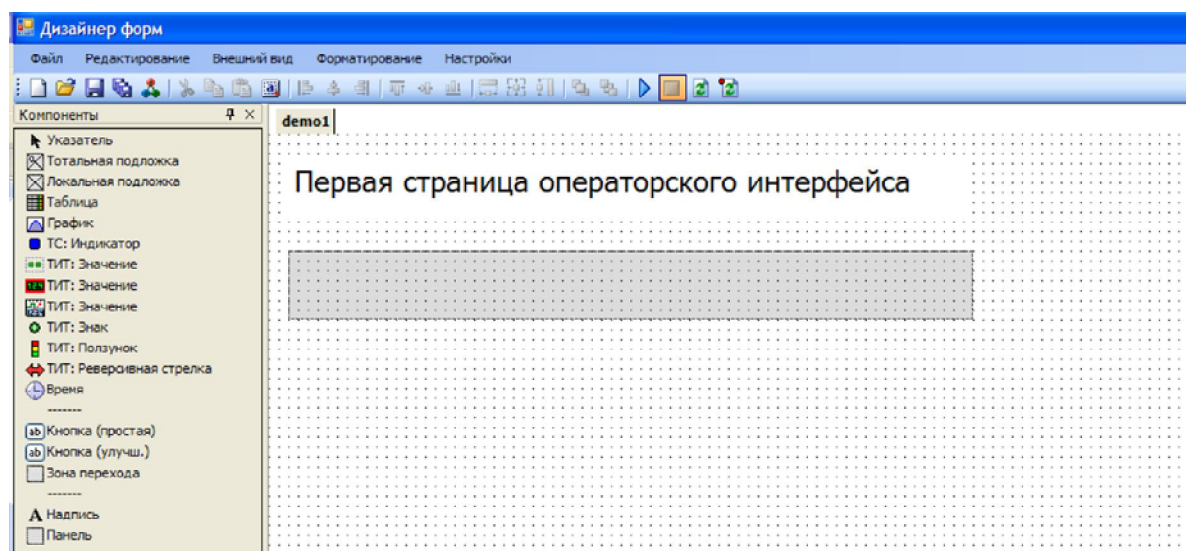 Дизайнер форм
Файл Редактирование Внешний вид Форматирование Настройки
Компоненты
demo1
Указатель
Тотальная подложка
Локальная подложка
Таблица
График
ТС: Индикатор
ТИТ: Значение
ТИТ: Значение
ТИТ: Значение
ТИТ: Знак
ТИТ: Ползунок
ТИТ: Реверсивная стрелка
Время
-------
ab Кнопка (простая)
ab Кнопка (улучш.)
Зона перехода
-------
A Надпись
Панель
Первая страница операторского интерфейса